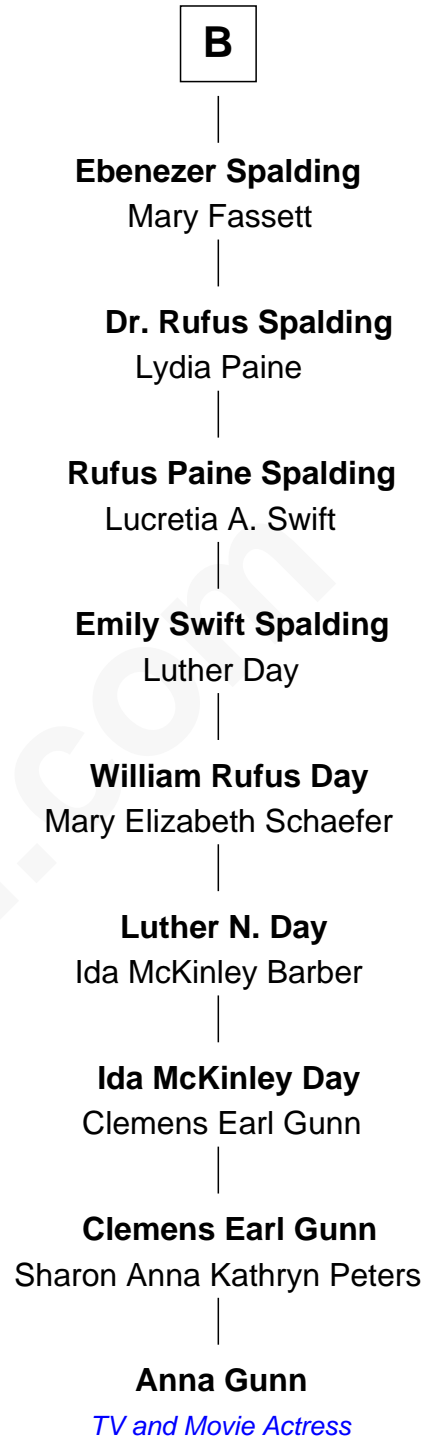 B
Ebenezer Spalding
Mary Fassett
Dr. Rufus Spalding
Lydia Paine
Rufus Paine Spalding
Lucretia A. Swift
Emily Swift Spalding
Luther Day
William Rufus Day
Mary Elizabeth Schaefer
Luther N. Day
Ida McKinley Barber
Ida McKinley Day
Clemens Earl Gunn
Clemens Earl Gunn
Sharon Anna Kathryn Peters
Anna Gunn
TV and Movie Actress